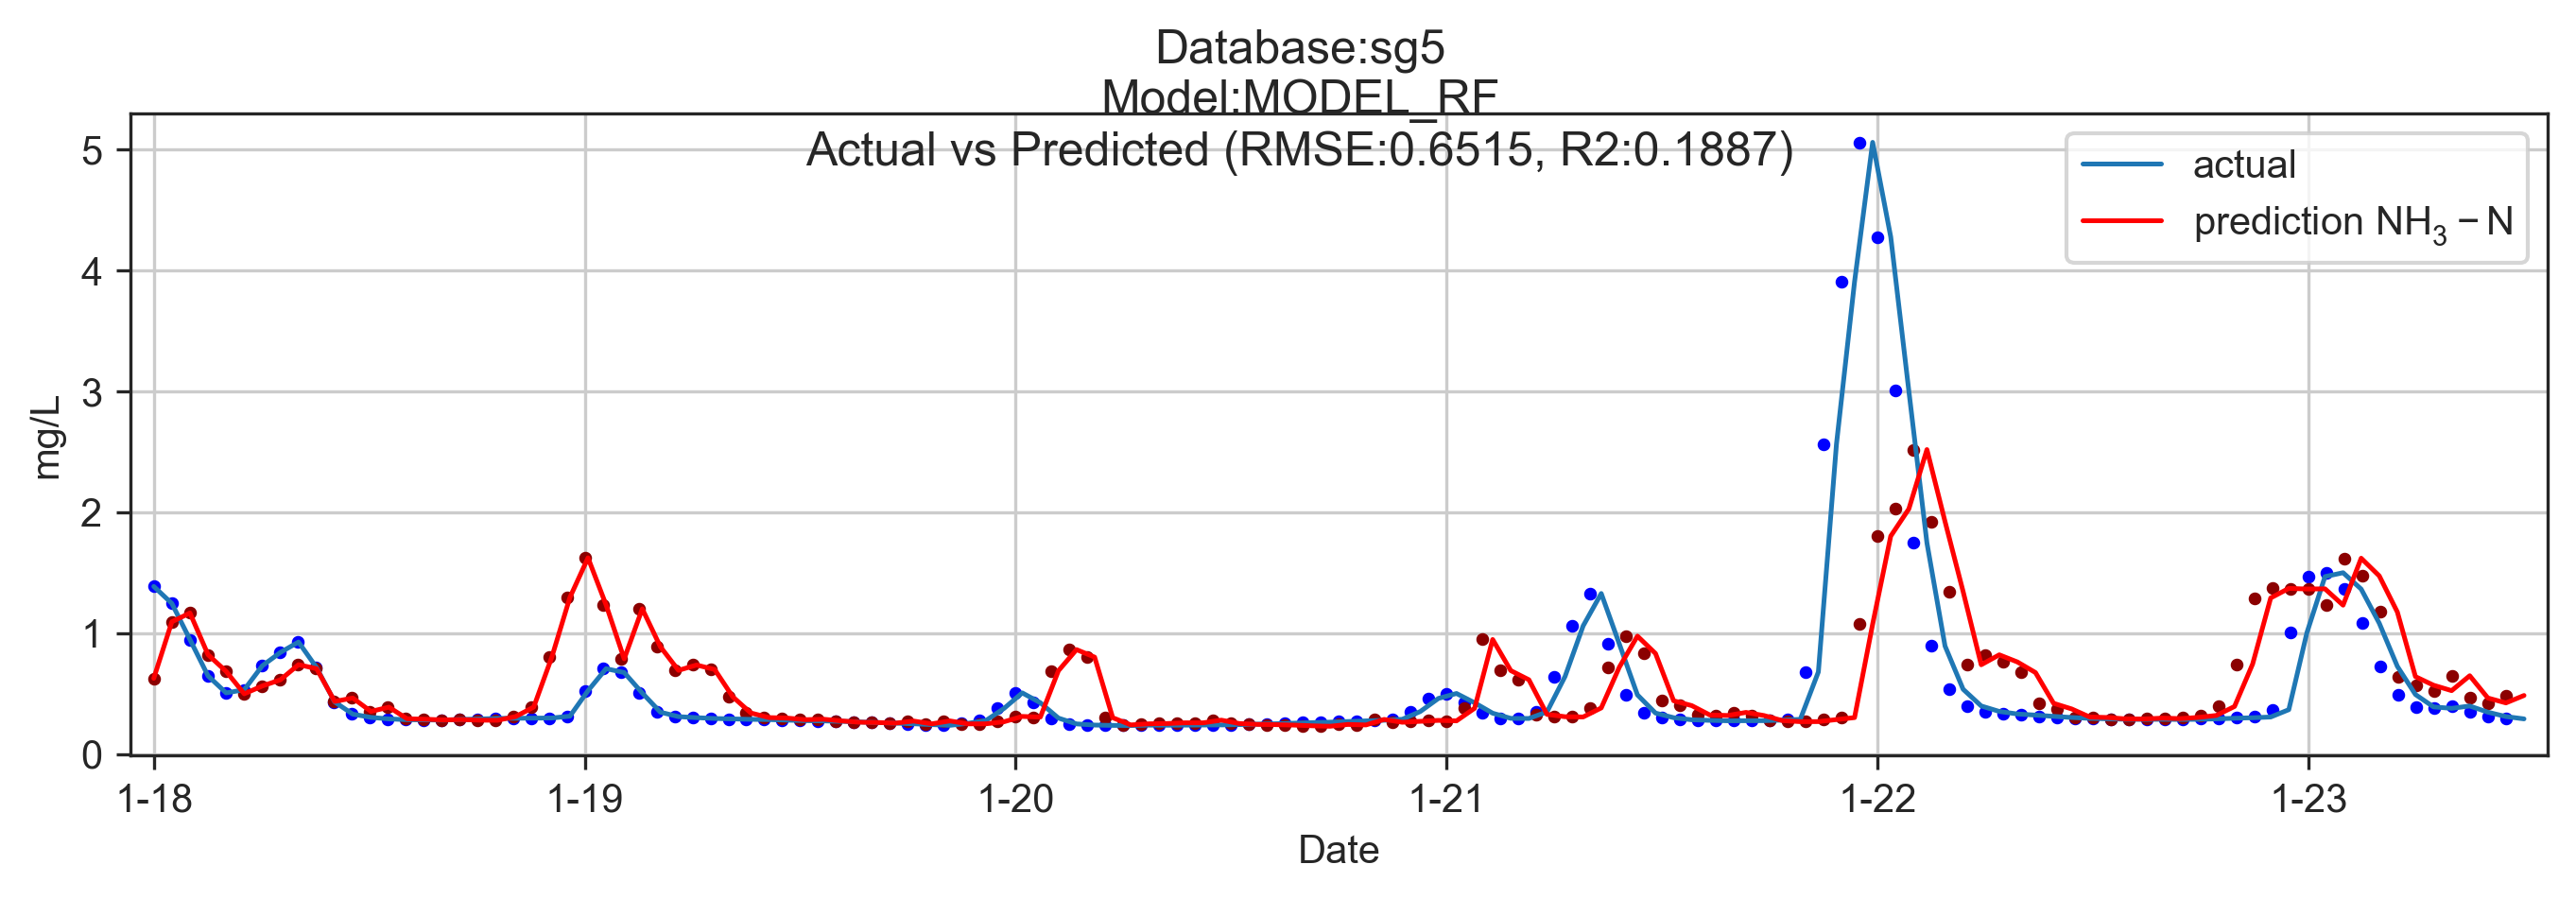 Database:sg5
Model:MODEL_RF
Actual vs Predicted (RMSE:0.6515, R2:0.1887)
actual
prediction NH₃ − N
5
4
3
2
1
0
mg/L
1-18 1-19 1-20 1-21 1-22 1-23
Date